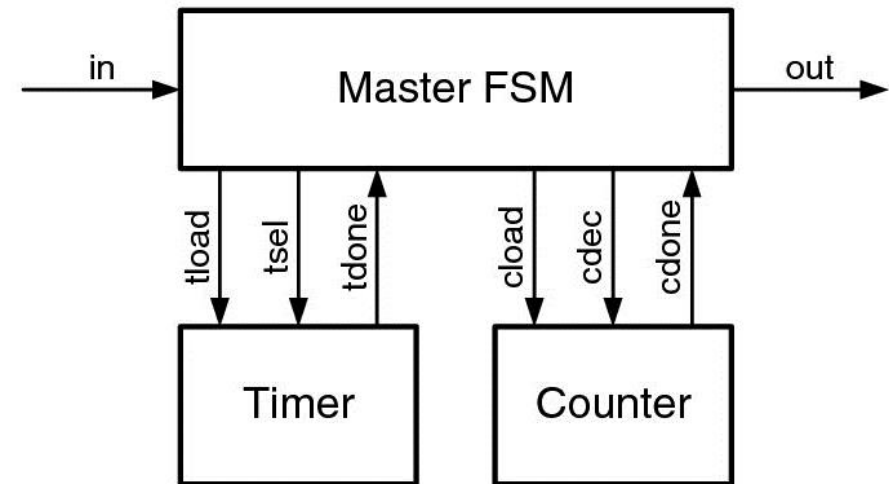 in
Master FSM
out
tload
tsel
tdone
cload
cdec
cdone
Timer
Counter